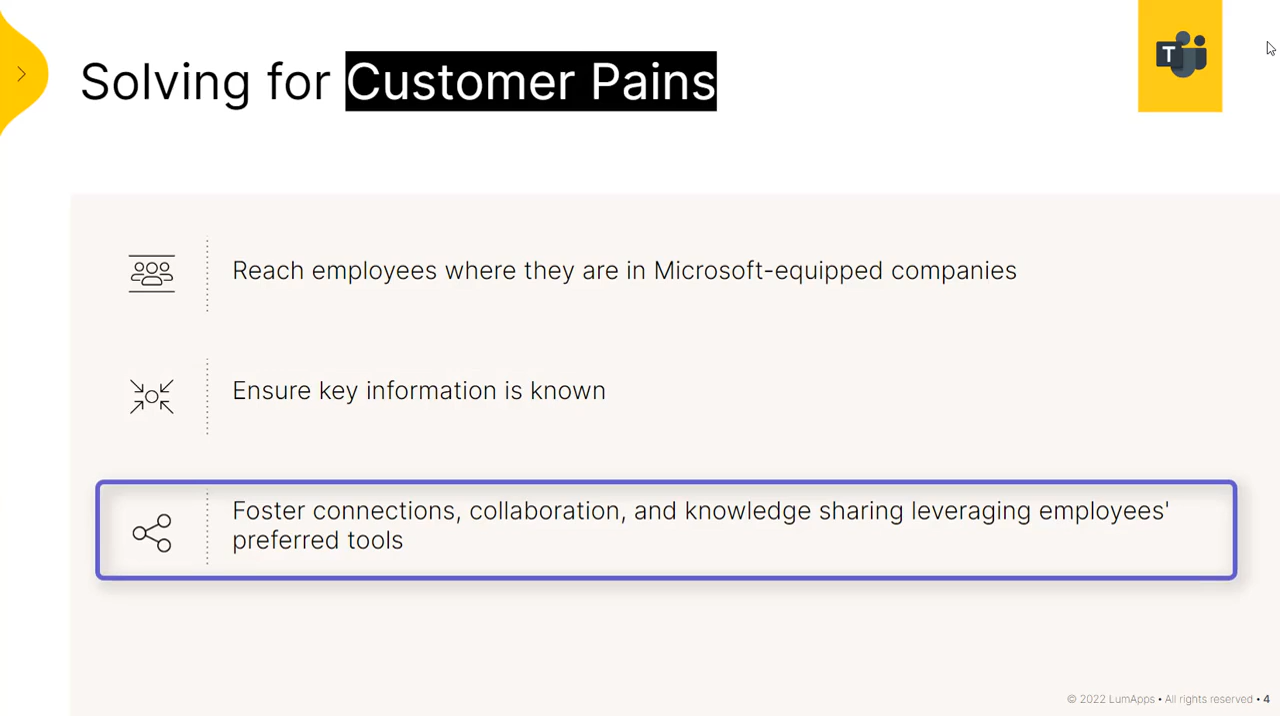 Solving for Customer Pains
T
Reach employees where they are in Microsoft-equipped companies
Ensure key information is known
Foster connections, collaboration, and knowledge sharing leveraging employees'
preferred tools
© 2022 LumApps • All rights reserved • 4